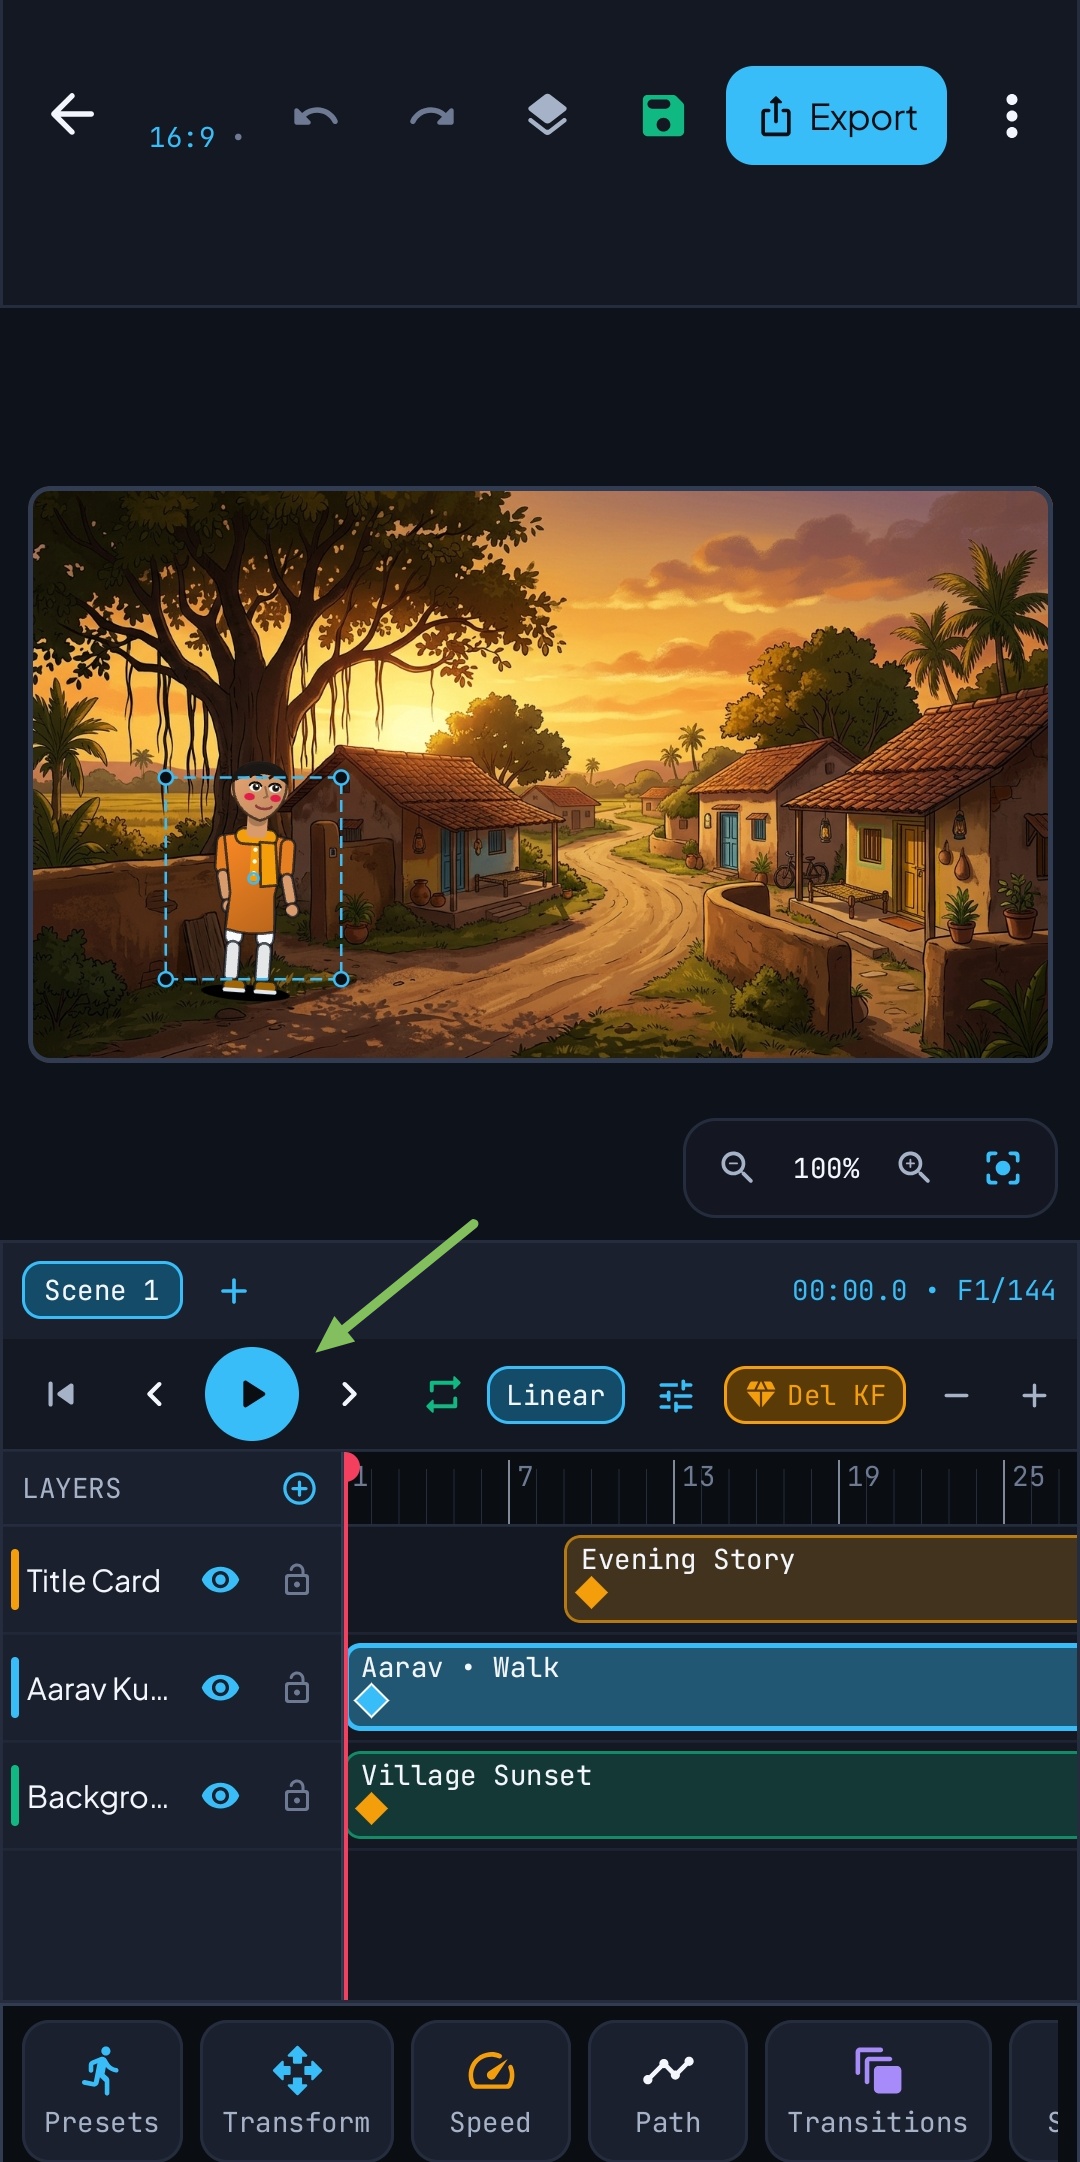 16:9 •
Export
100%
Scene 1
00:00.0 • F1/144
Linear
Del KF
LAYERS
1 7 13 19 25
Title Card
Evening Story
Aarav Ku...
Aarav • Walk
Backgro...
Village Sunset
Presets
Transform
Speed
Path
Transitions